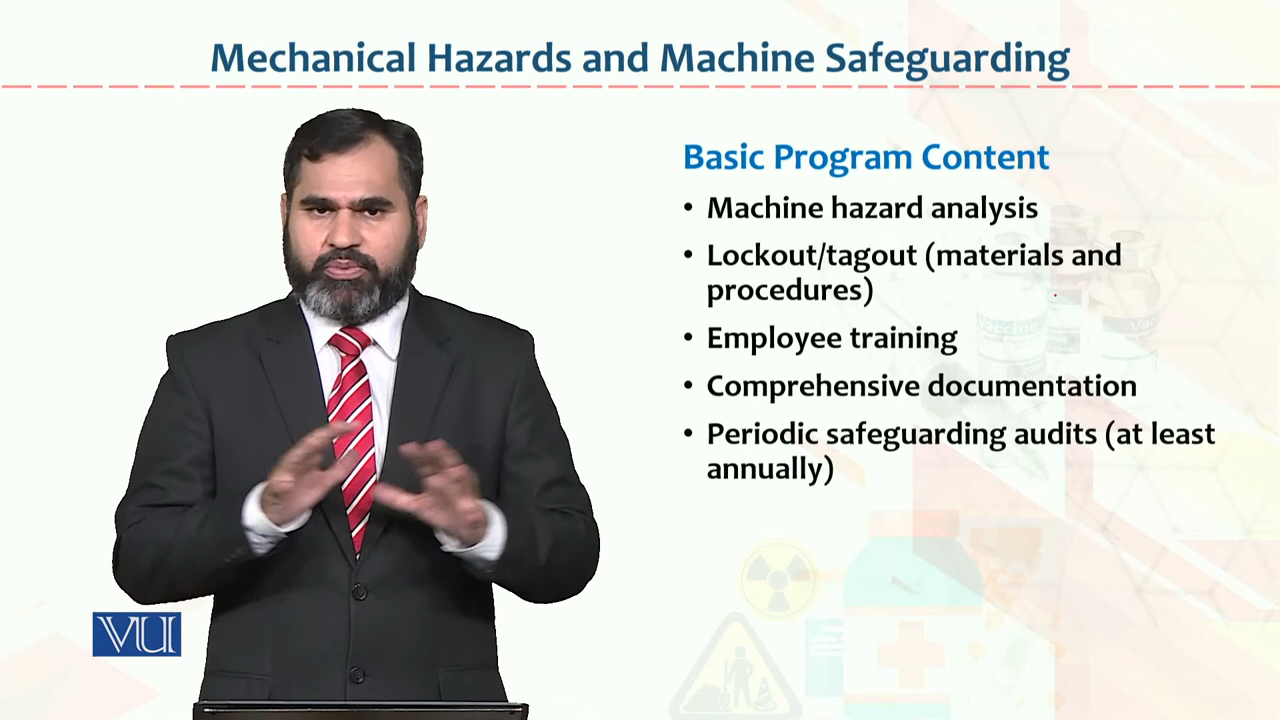 Mechanical Hazards and Machine Safeguarding
Basic Program Content
• Machine hazard analysis
• Lockout/tagout (materials and
procedures)
• Employee training
• Comprehensive documentation
• Periodic safeguarding audits (at least
annually)
Vaccine
VU